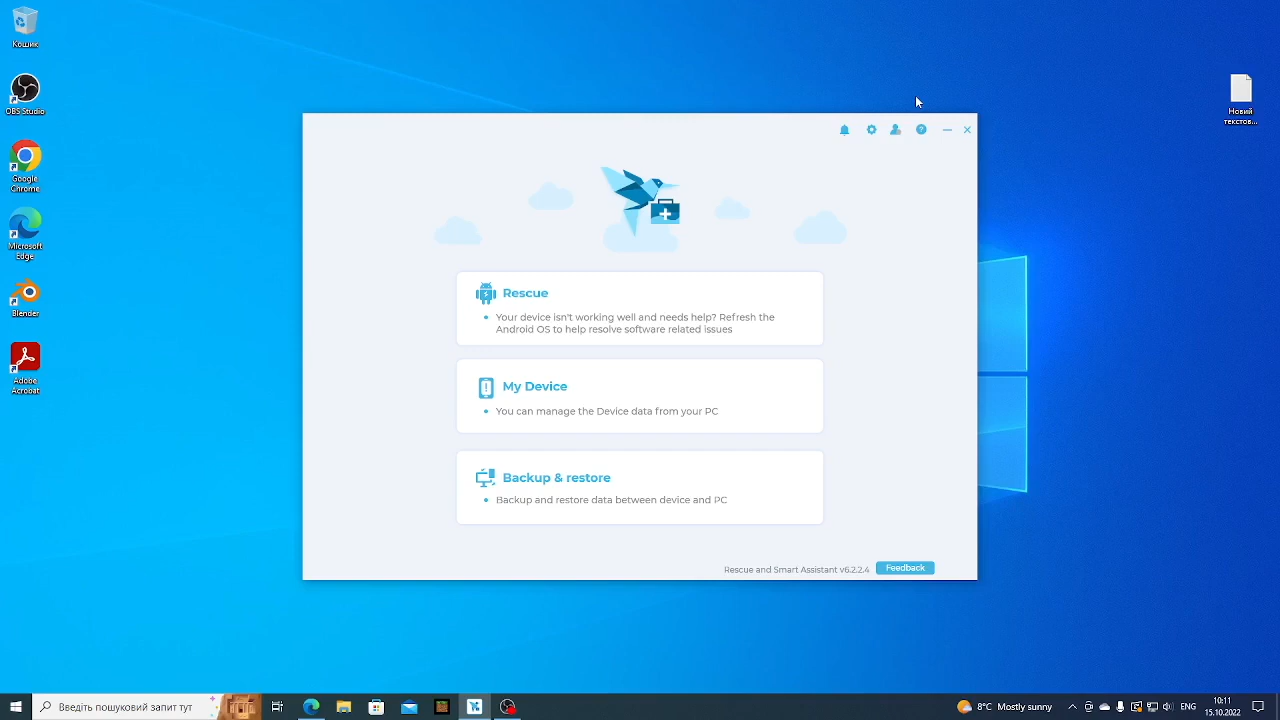 Кошик
OBS Studio
Google
Chrome
Microsoft
Edge
Blender
Adobe
Acrobat
Новий
текстов...
Rescue
Your device isn't working well and needs help? Refresh the
Android OS to help resolve software related issues
My Device
You can manage the Device data from your PC
Backup & restore
Backup and restore data between device and PC
Rescue and Smart Assistant v6.2.2.4
Feedback
Введіть пошуковий запит тут
8°C Mostly sunny
ENG
10:11
15.10.2022